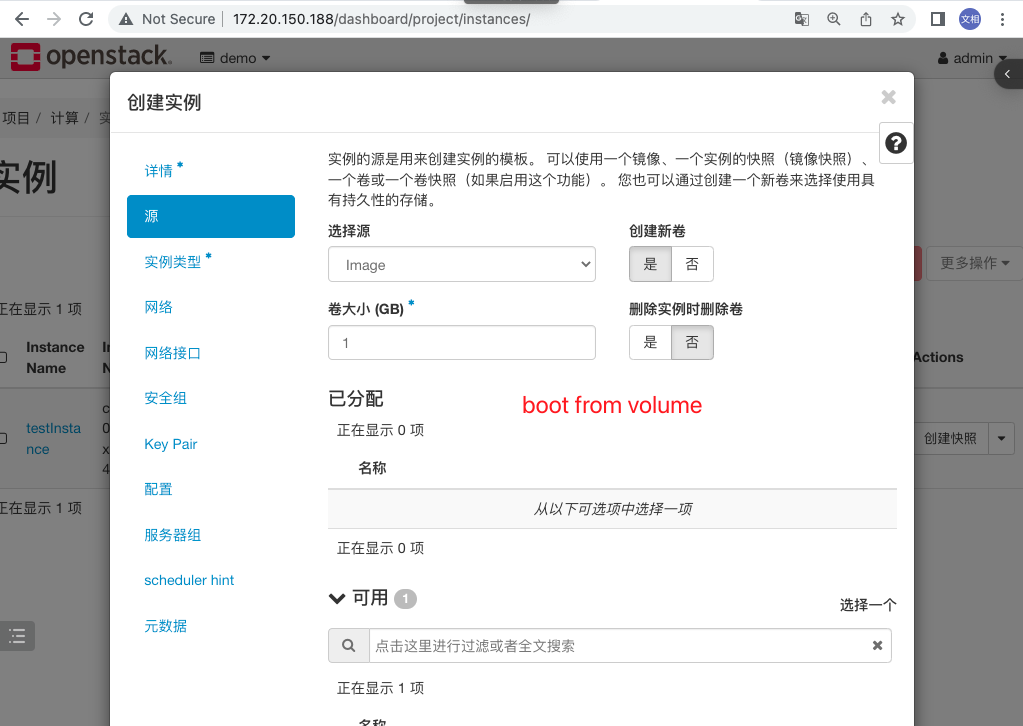 Not Secure 172.20.150.188/dashboard/project/instances/
文相
openstack.
demo
admin
项目 / 计算 /
实例
更多操作
正在显示 1 项
Instance Name
Actions
testInstance
创建快照
正在显示 1 项
创建实例
详情 *
源
实例类型 *
网络
网络接口
安全组
Key Pair
配置
服务器组
scheduler hint
元数据
实例的源是用来创建实例的模板。 可以使用一个镜像、一个实例的快照（镜像快照）、
一个卷或一个卷快照（如果启用这个功能）。 您也可以通过创建一个新卷来选择使用具
有持久性的存储。
选择源 创建新卷
Image 是 否
卷大小 (GB) * 删除实例时删除卷
1 是 否
已分配
boot from volume
正在显示 0 项
名称
从以下可选项中选择一项
正在显示 0 项
可用 1
选择一个
点击这里进行过滤或者全文搜索
正在显示 1 项
名称